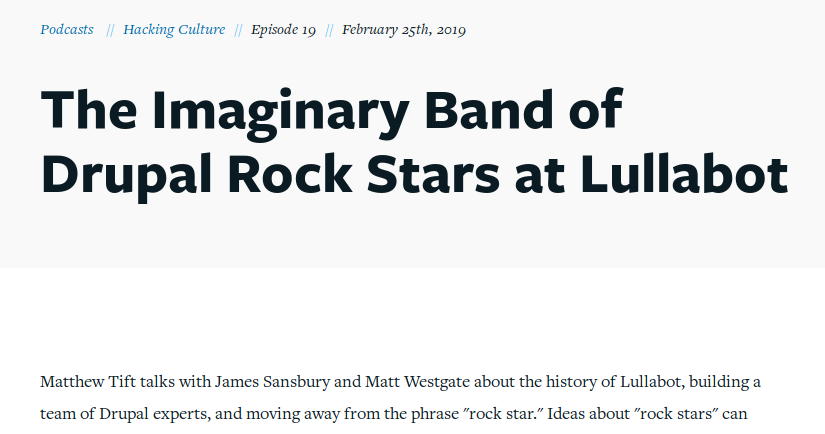 Podcasts // Hacking Culture // Episode 19 // February 25th, 2019
The Imaginary Band of
Drupal Rock Stars at Lullabot
Matthew Tift talks with James Sansbury and Matt Westgate about the history of Lullabot, building a
team of Drupal experts, and moving away from the phrase "rock star." Ideas about "rock stars" can